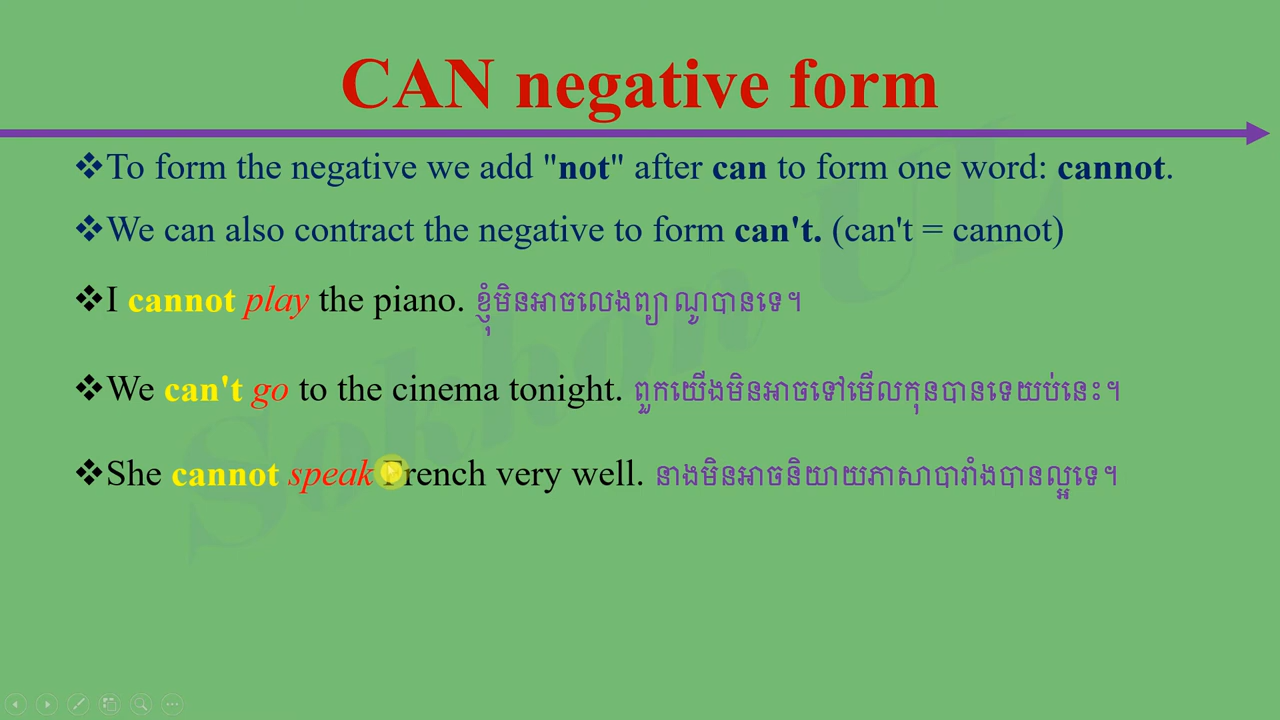 CAN negative form
❖To form the negative we add "not" after can to form one word: cannot.
❖We can also contract the negative to form can't. (can't = cannot)
❖I cannot play the piano. ខ្ញុំមិនអាចលេងព្យាណូបានទេ។
❖We can't go to the cinema tonight. ពួកយើងមិនអាចទៅមើលកុនបានទេយប់នេះ។
❖She cannot speak French very well. នាងមិនអាចនិយាយភាសាបារាំងបានល្អទេ។
Sokhon UL